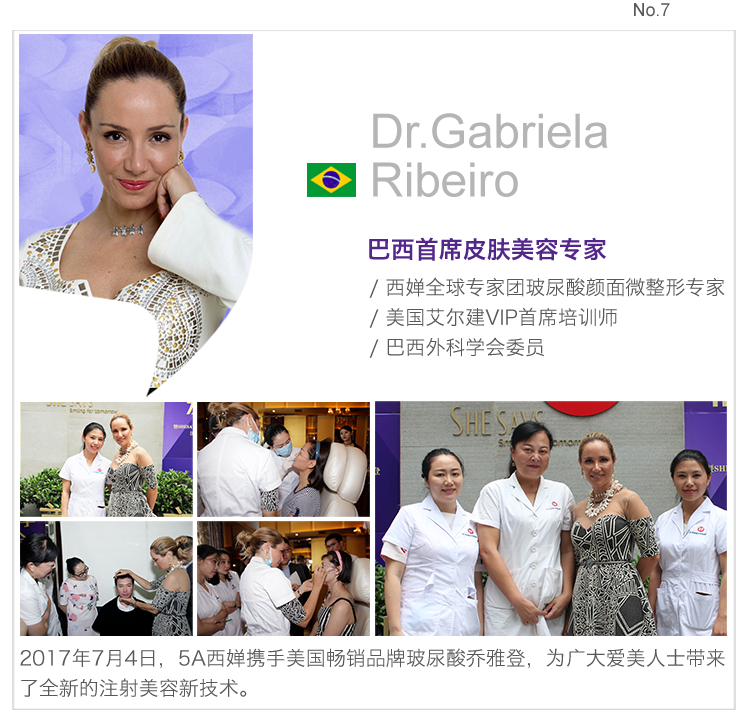 No.7
Dr.Gabriela
Ribeiro
巴西首席皮肤美容专家
/ 西婵全球专家团玻尿酸颜面微整形专家
/ 美国艾尔建VIP首席培训师
/ 巴西外科学会委员
SHE SAYS
Smiling for tomorrow
SHE SAYS
2017年7月4日，5A西婵携手美国畅销品牌玻尿酸乔雅登，为广大爱美人士带来
了全新的注射美容新技术。